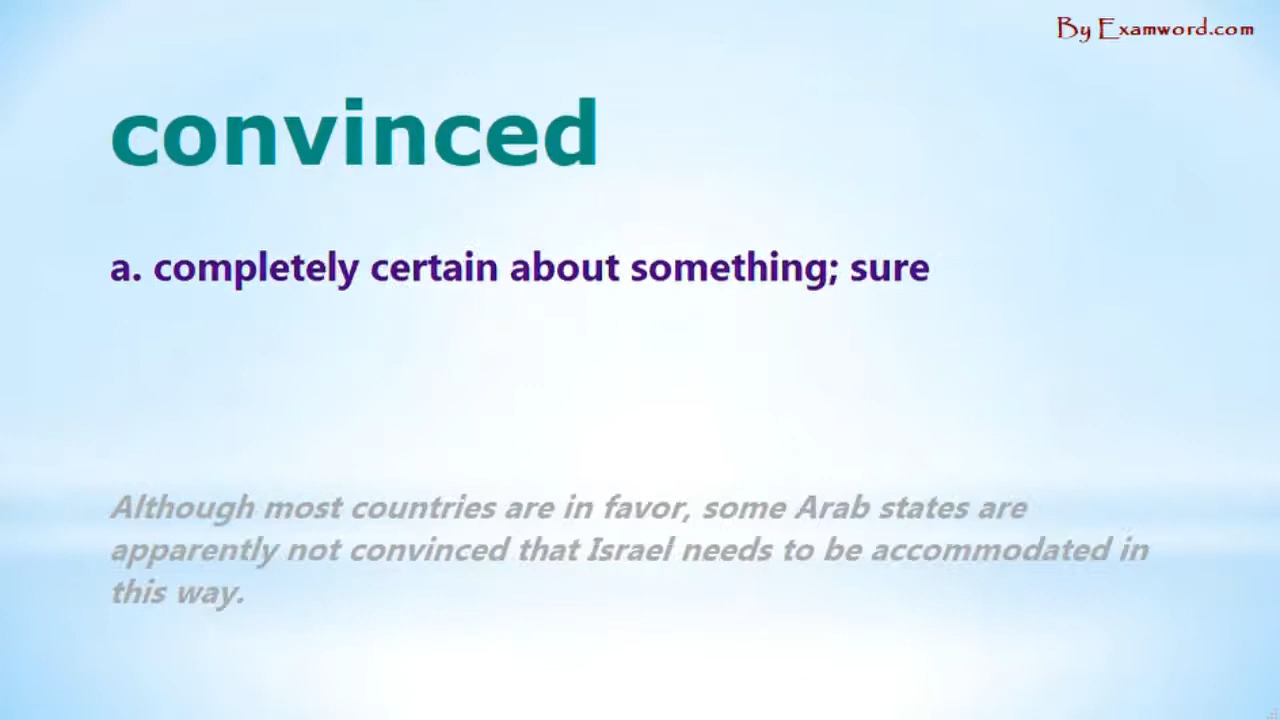 By Examword.com
convinced
a. completely certain about something; sure
Although most countries are in favor, some Arab states are
apparently not convinced that Israel needs to be accommodated in
this way.